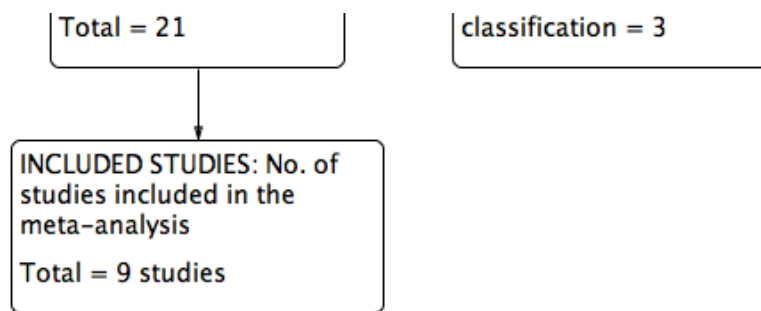 Total = 21
classification = 3
INCLUDED STUDIES: No. of
studies included in the
meta-analysis
Total = 9 studies